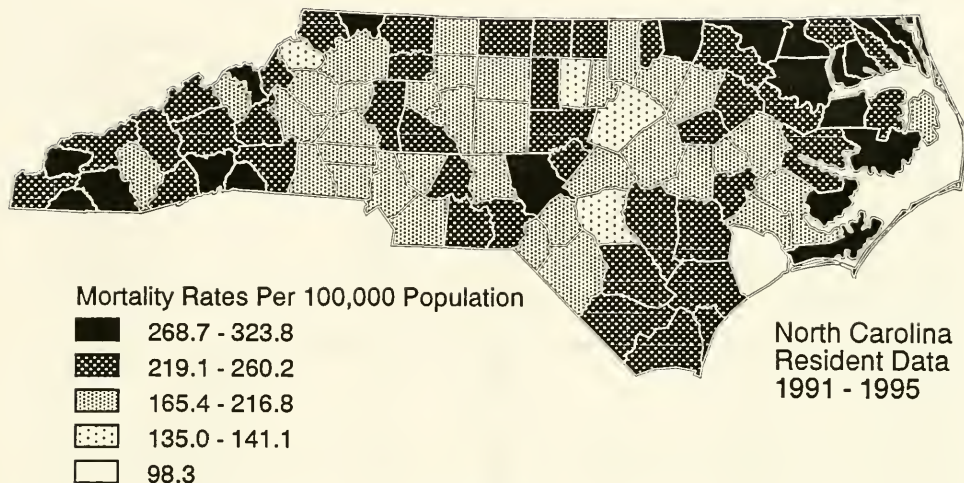 Mortality Rates Per 100,000 Population
268.7 - 323.8
219.1 - 260.2
165.4 - 216.8
135.0 - 141.1
98.3
North Carolina
Resident Data
1991 - 1995